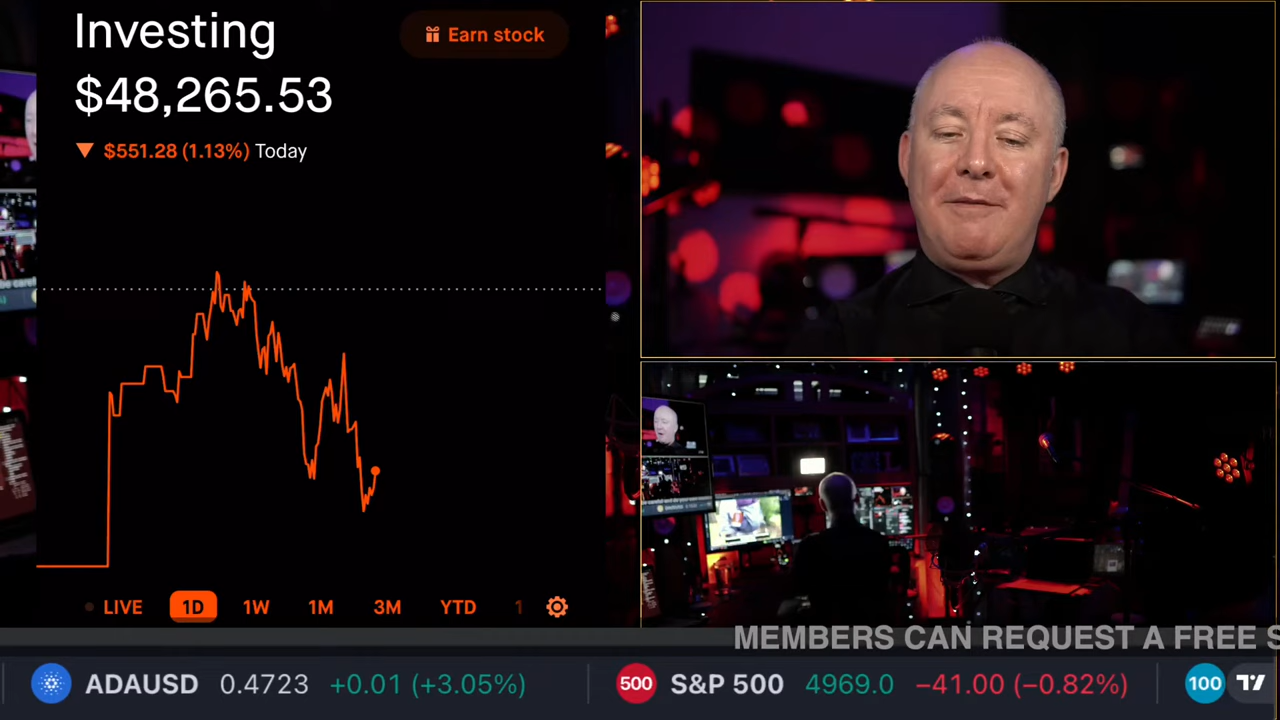 Investing
Earn stock
$48,265.53
$551.28 (1.13%) Today
LIVE 1D 1W 1M 3M YTD 1
MEMBERS CAN REQUEST A FREE S
ADAUSD 0.4723 +0.01 (+3.05%) 500 S&P 500 4969.0 −41.00 (−0.82%) 100